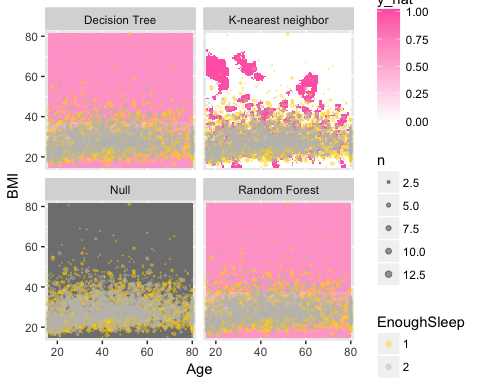 y_hat
Decision Tree
K-nearest neighbor
1.00
0.75
0.50
0.25
0.00
80
60
40
20
n
2.5
5.0
7.5
10.0
12.5
BMI
Null
Random Forest
80
60
40
20
20 40 60 80
20 40 60 80
Age
EnoughSleep
1
2